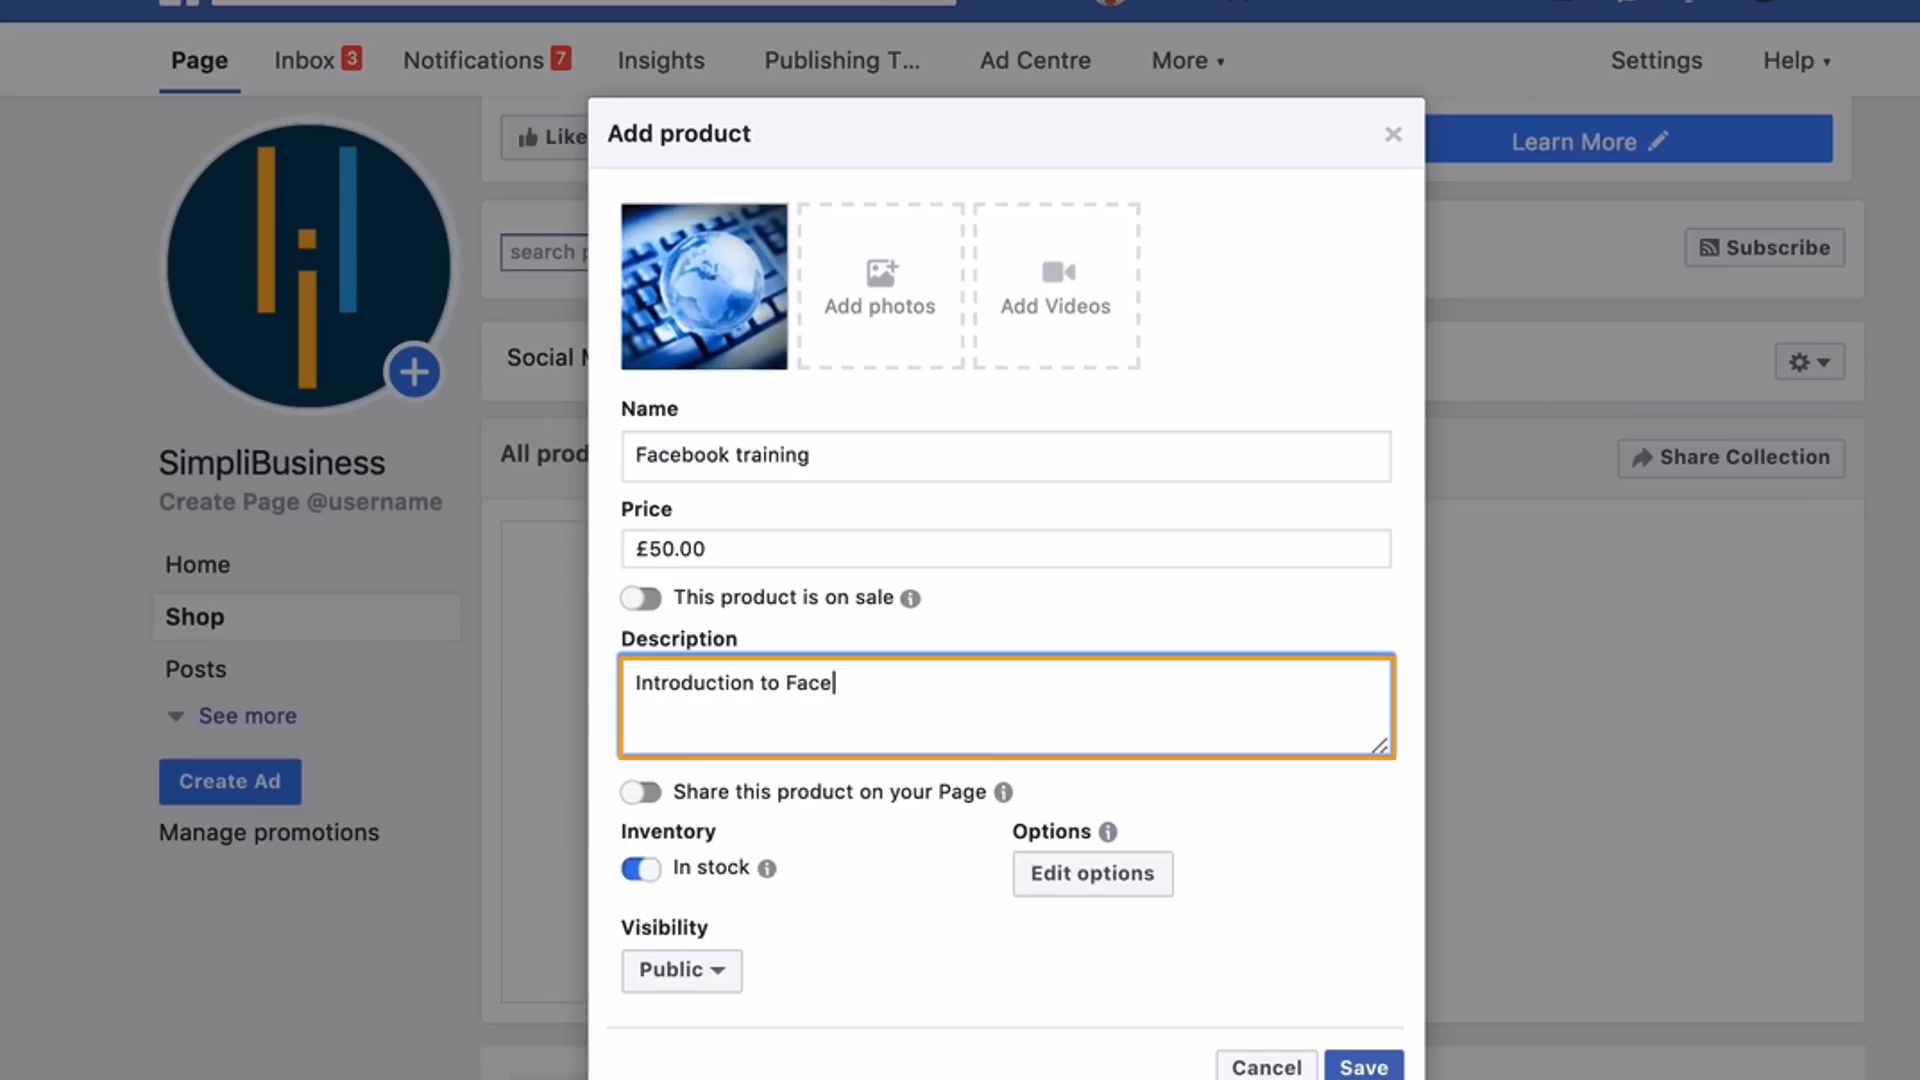 Page
Inbox 3
Notifications 7
Insights
Publishing T...
Ad Centre
More
Settings
Help
Add product
Like
Learn More
Add photos
Add Videos
search
Subscribe
Social
Name
Facebook training
All prod
Share Collection
SimpliBusiness
Create Page @username
Price
£50.00
Home
This product is on sale
Shop
Description
Introduction to Face
Posts
See more
Create Ad
Share this product on your Page
Manage promotions
Inventory
Options
In stock
Edit options
Visibility
Public
Cancel
Save